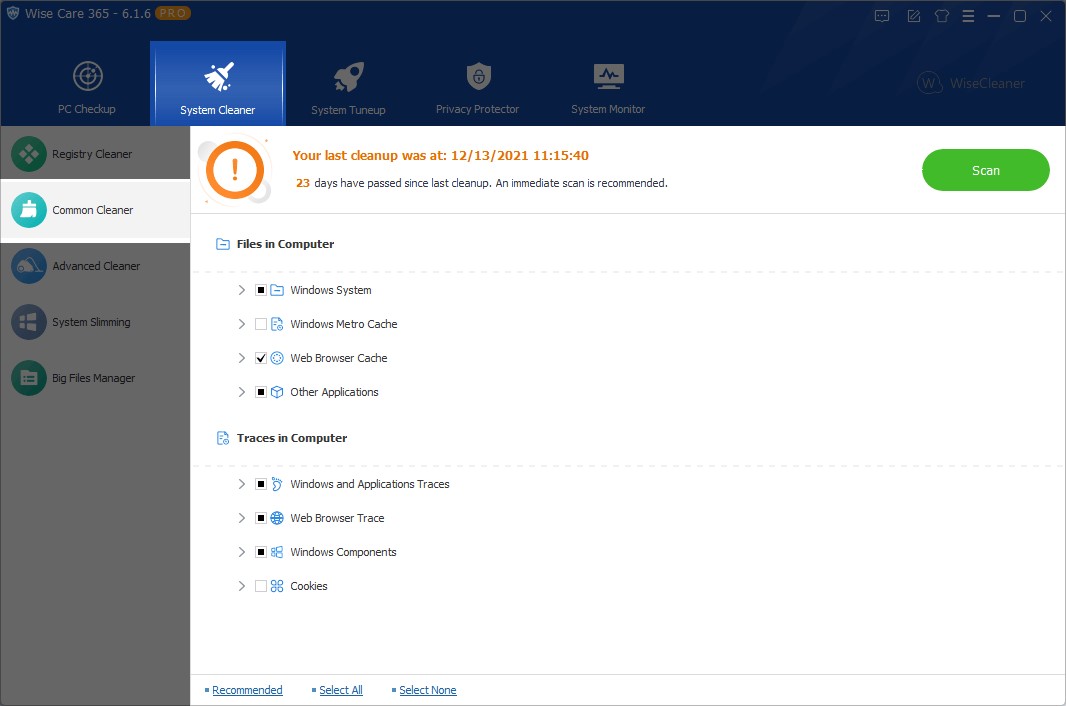 Wise Care 365 - 6.1.6 PRO
PC Checkup
System Cleaner
System Tuneup
Privacy Protector
System Monitor
W WiseCleaner
Registry Cleaner
Common Cleaner
Advanced Cleaner
System Slimming
Big Files Manager
Your last cleanup was at: 12/13/2021 11:15:40
23 days have passed since last cleanup. An immediate scan is recommended.
Scan
Files in Computer
Windows System
Windows Metro Cache
Web Browser Cache
Other Applications
Traces in Computer
Windows and Applications Traces
Web Browser Trace
Windows Components
Cookies
Recommended
Select All
Select None